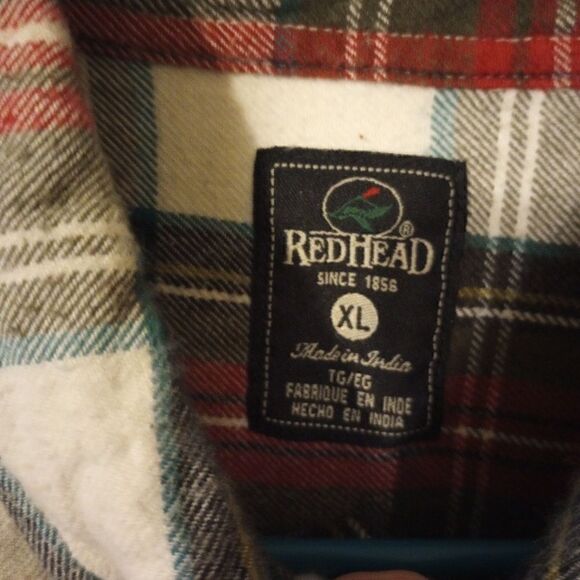 REDHEAD®
SINCE 1856
XL
Made in India
TG/EG
FABRIQUE EN INDE
HECHO EN INDIA